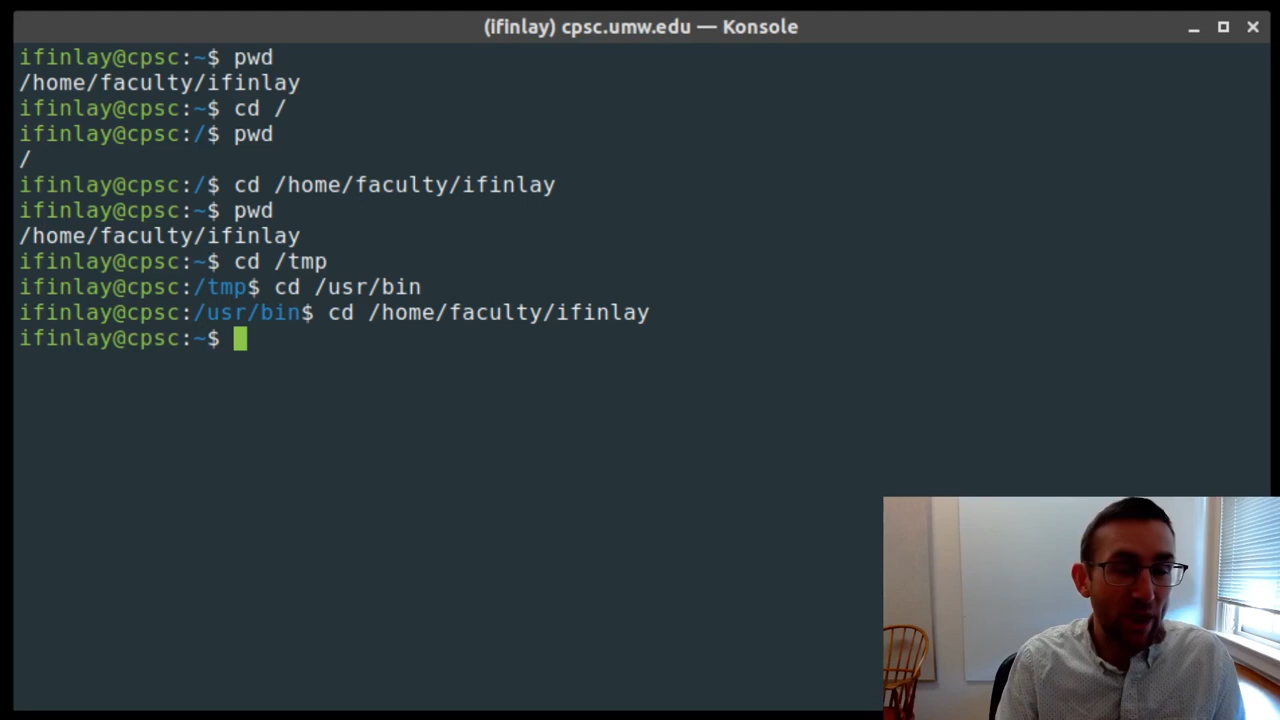 (ifinlay) cpsc.umw.edu — Konsole
ifinlay@cpsc:~$ pwd
/home/faculty/ifinlay
ifinlay@cpsc:~$ cd /
ifinlay@cpsc:/$ pwd
/
ifinlay@cpsc:/$ cd /home/faculty/ifinlay
ifinlay@cpsc:~$ pwd
/home/faculty/ifinlay
ifinlay@cpsc:~$ cd /tmp
ifinlay@cpsc:/tmp$ cd /usr/bin
ifinlay@cpsc:/usr/bin$ cd /home/faculty/ifinlay
ifinlay@cpsc:~$